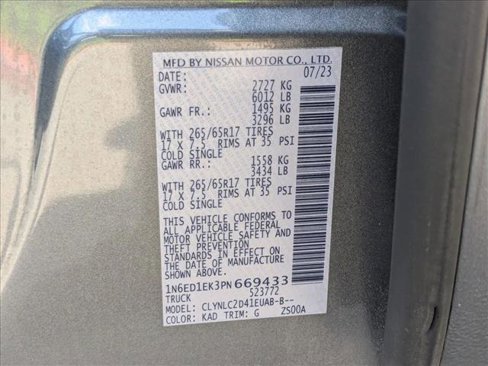 MFD BY NISSAN MOTOR CO., LTD.
DATE: 07/23
GVWR: 2727 KG
6012 LB
GAWR FR.: 1495 KG
3296 LB
WITH 265/65R17 TIRES
17 X 7.5 RIMS AT 35 PSI
COLD SINGLE
GAWR RR.: 1558 KG
3434 LB
WITH 265/65R17 TIRES
17 X 7.5 RIMS AT 35 PSI
COLD SINGLE
THIS VEHICLE CONFORMS TO
ALL APPLICABLE FEDERAL
MOTOR VEHICLE SAFETY AND
THEFT PREVENTION
STANDARDS IN EFFECT ON
THE DATE OF MANUFACTURE.
1N6ED1EK3PN669433
TRUCK 523772
MODEL: CLYNLC2D41EUAB-B--
COLOR: KAD TRIM: G ZS00A